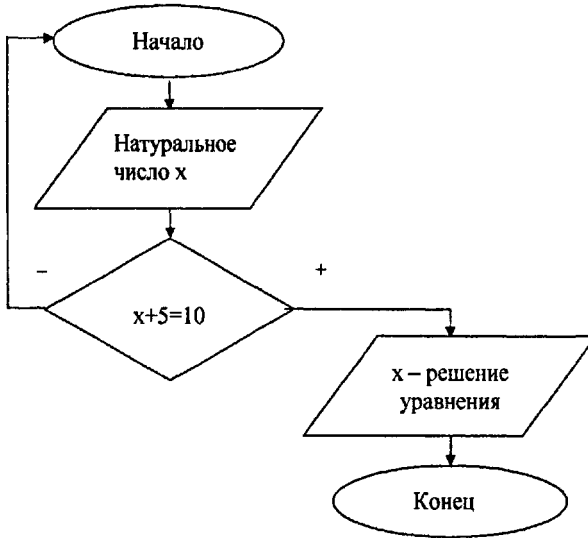 Начало
Натуральное
число x
–
+
x+5=10
x – решение
уравнения
Конец